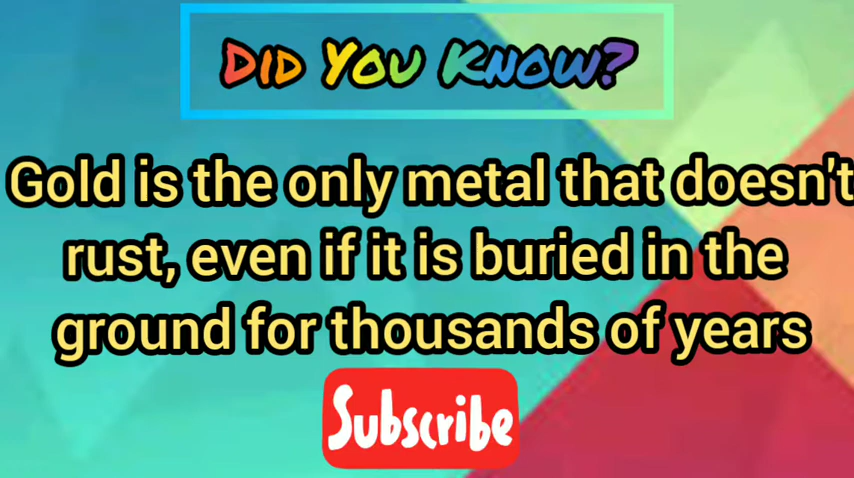 Did You Know?
Gold is the only metal that doesn't
rust, even if it is buried in the
ground for thousands of years
Subscribe